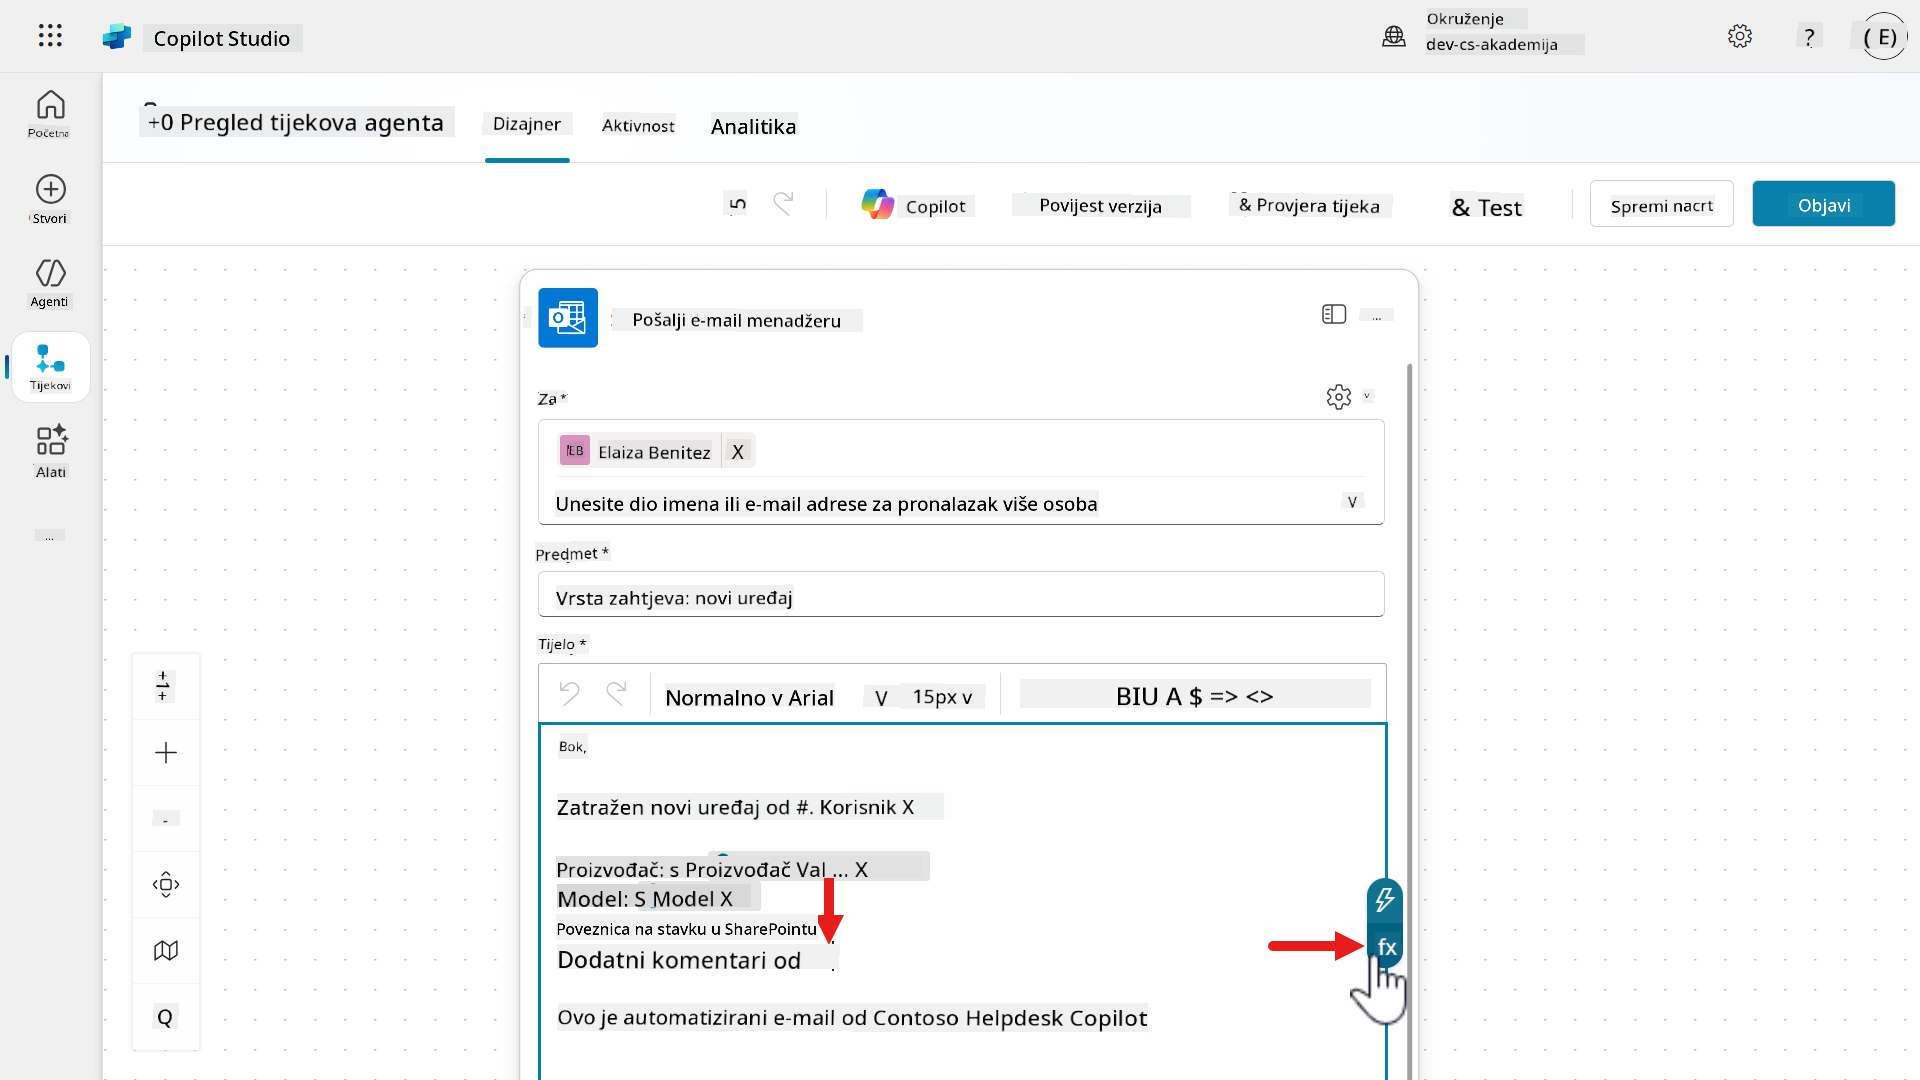 Copilot Studio
Okruženje
dev-cs-akademija
?
( E)
Početna
Stvori
Agenti
Tijekovi
Alati
...
+0 Pregled tijekova agenta
Dizajner
Aktivnost
Analitika
Copilot
Povijest verzija
& Provjera tijeka
& Test
Spremi nacrt
Objavi
Pošalji e-mail menadžeru
...
Za *
EB
Elaiza Benitez
X
Unesite dio imena ili e-mail adrese za pronalazak više osoba
V
Predmet *
Vrsta zahtjeva: novi uređaj
Tijelo *
Normalno v Arial
V
15px v
BIU A $ => <>
Bok,
Zatražen novi uređaj od #. Korisnik X
Proizvođač: s Proizvođač Val ... X
Model: S Model X
Poveznica na stavku u SharePointu
Dodatni komentari od
fx
Ovo je automatizirani e-mail od Contoso Helpdesk Copilot
Q